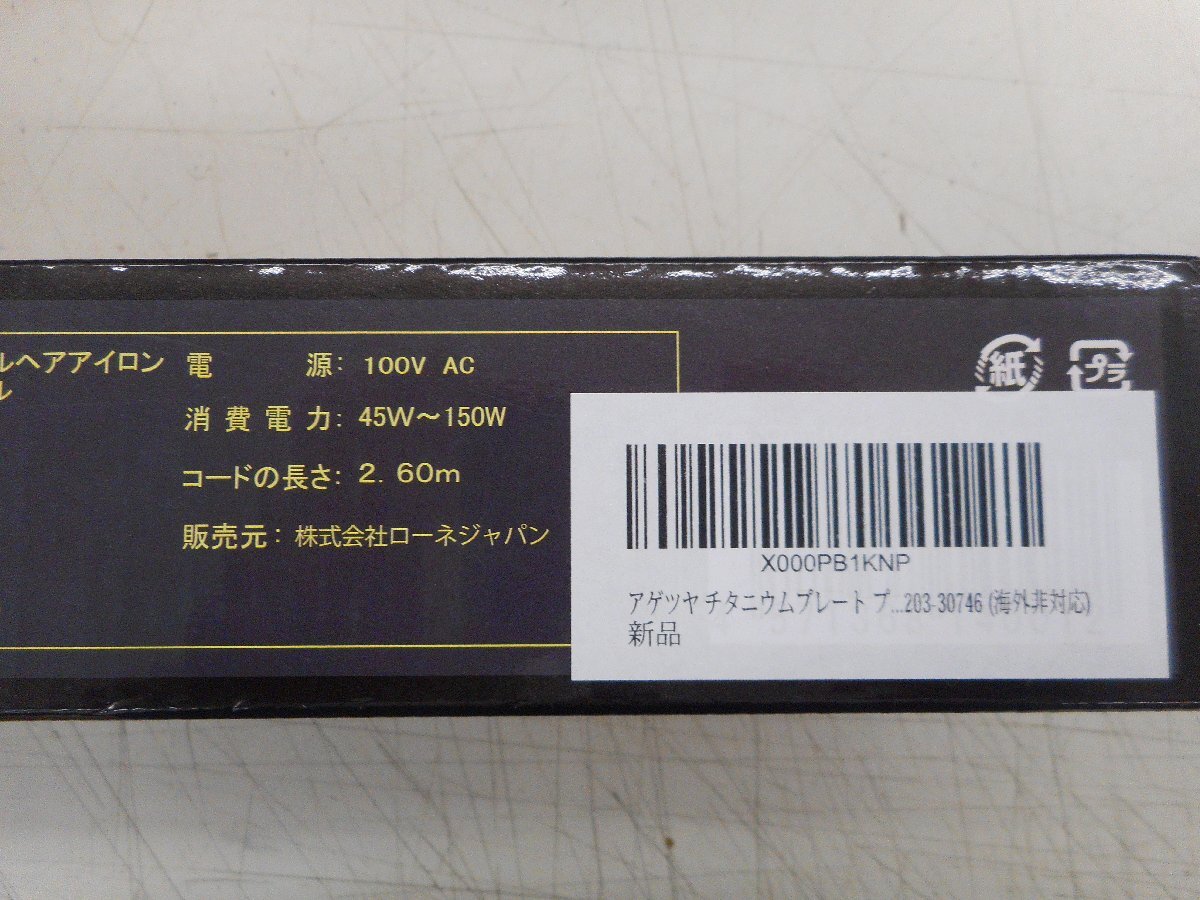 ルヘアアイロン
ル
電 源: 100V AC
消費電力: 45W～150W
コードの長さ: 2. 60m
販売元: 株式会社ローネジャパン
紙
プラ
X000PB1KNP
アゲツヤ チタニウムプレート プ...203-30746 (海外非対応)
新品